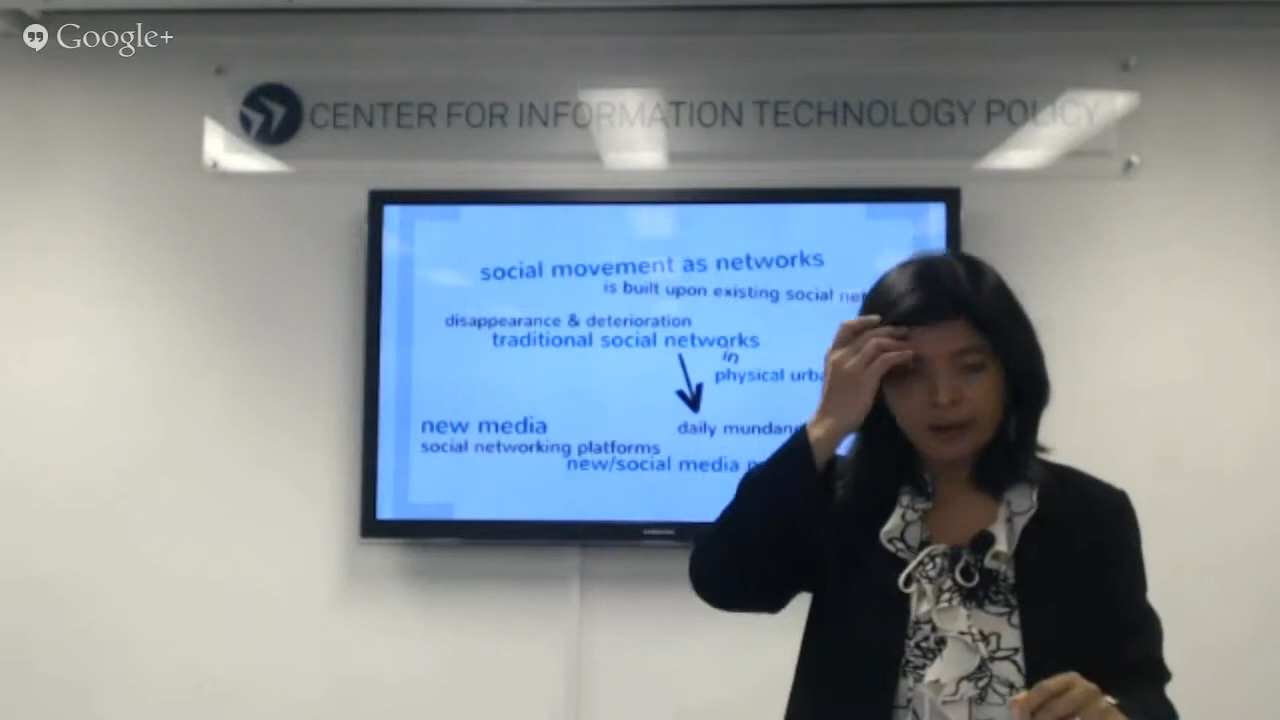 Google+
CENTER FOR INFORMATION TECHNOLOGY POLICY
social movement as networks
is built upon existing social
disappearance & deterioration
traditional social networks
in
physical
new media
daily
social networking platforms
new/social media
SAMSUNG